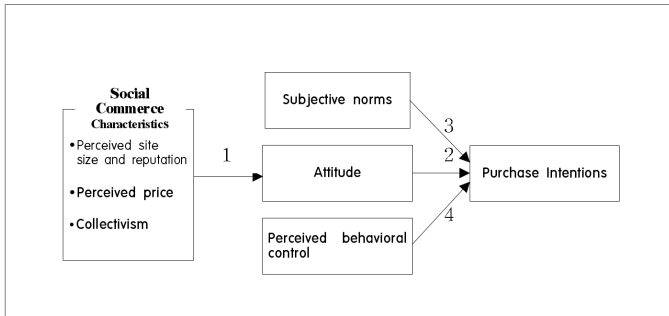 Social
Commerce
Characteristics
•Perceived site
size and reputation
•Perceived price
•Collectivism
1
Subjective norms
3
Attitude
2
Purchase Intentions
Perceived behavioral
control
4